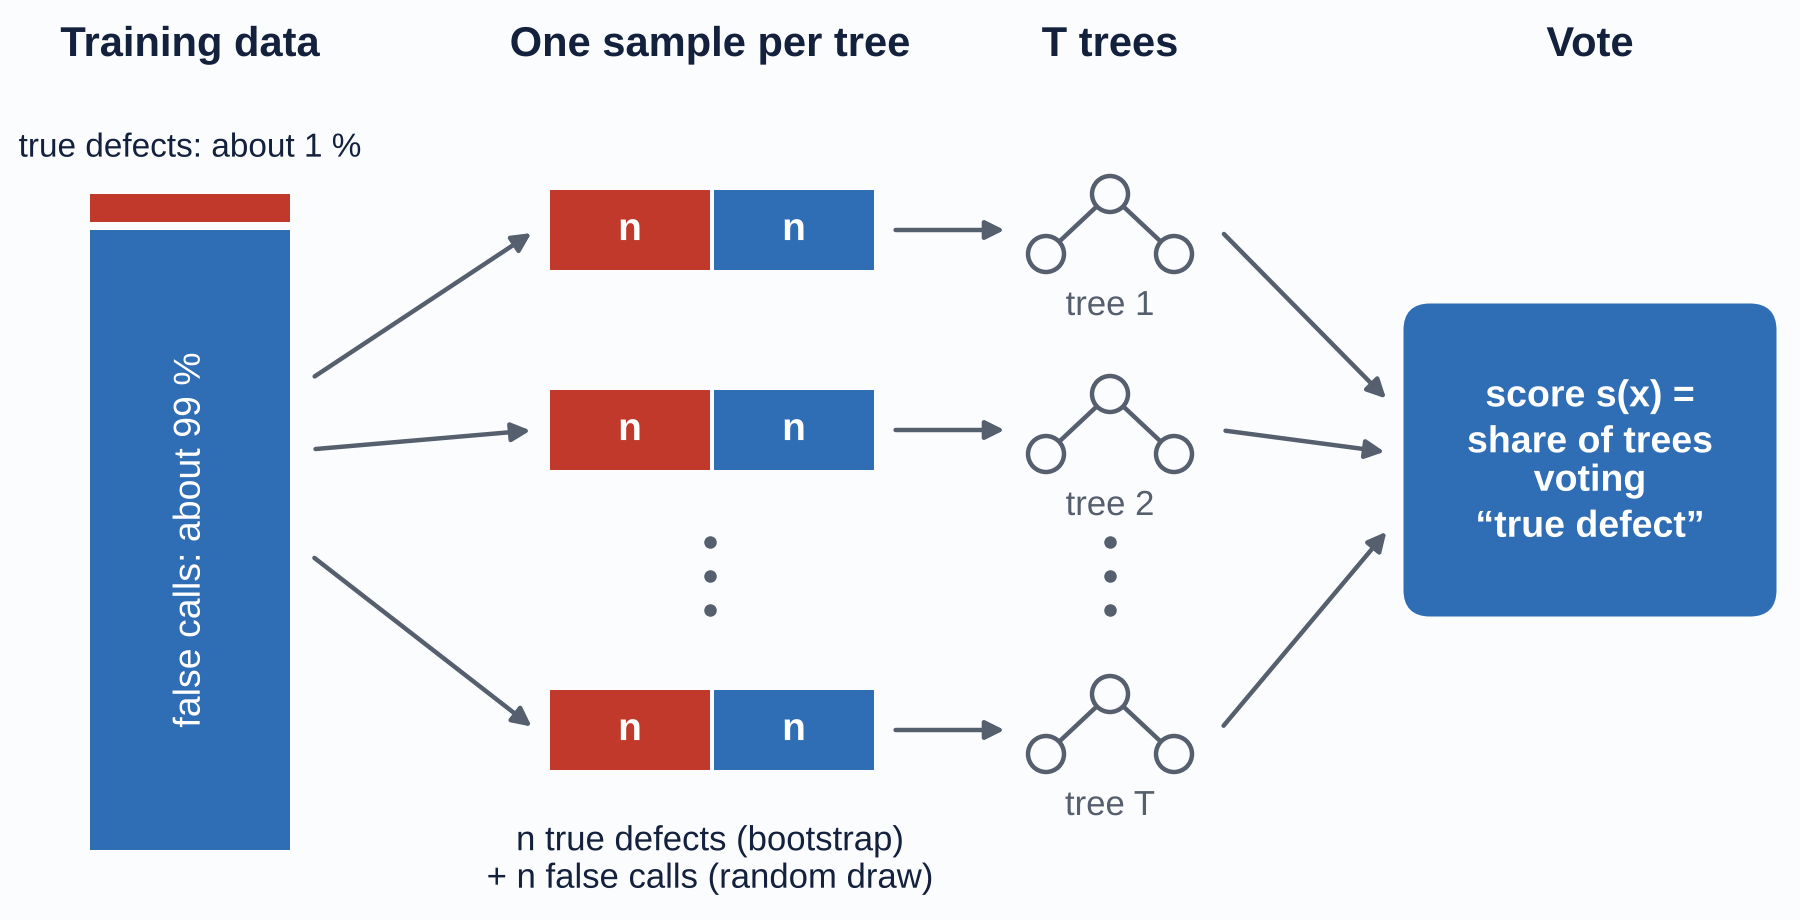 Training data
One sample per tree
T trees
Vote
true defects: about 1 %
false calls: about 99 %
n n
tree 1
n n
tree 2
n n
tree T
n true defects (bootstrap)
+ n false calls (random draw)
score s(x) =
share of trees
voting
“true defect”